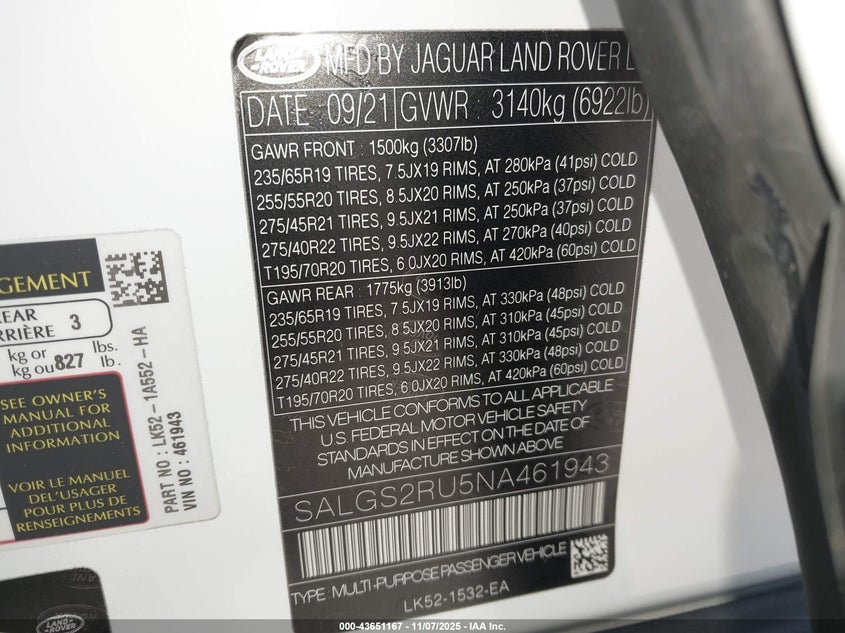 LAND ROVER
MFD BY JAGUAR LAND ROVER
DATE 09/21 GVWR 3140kg (6922lb)
GAWR FRONT : 1500kg (3307lb)
235/65R19 TIRES, 7.5JX19 RIMS, AT 280kPa (41psi) COLD
255/55R20 TIRES, 8.5JX20 RIMS, AT 250kPa (37psi) COLD
275/45R21 TIRES, 9.5JX21 RIMS, AT 250kPa (37psi) COLD
275/40R22 TIRES, 9.5JX22 RIMS, AT 270kPa (40psi) COLD
T195/70R20 TIRES, 6.0JX20 RIMS, AT 420kPa (60psi) COLD
GAWR REAR : 1775kg (3913lb)
235/65R19 TIRES, 7.5JX19 RIMS, AT 330kPa (48psi) COLD
255/55R20 TIRES, 8.5JX20 RIMS, AT 310kPa (45psi) COLD
275/45R21 TIRES, 9.5JX21 RIMS, AT 310kPa (45psi) COLD
275/40R22 TIRES, 9.5JX22 RIMS, AT 330kPa (48psi) COLD
T195/70R20 TIRES, 6.0JX20 RIMS, AT 420kPa (60psi) COLD
THIS VEHICLE CONFORMS TO ALL APPLICABLE
U.S. FEDERAL MOTOR VEHICLE SAFETY
STANDARDS IN EFFECT ON THE DATE OF
MANUFACTURE SHOWN ABOVE
SALGS2RU5NA461943
TYPE : MULTI-PURPOSE PASSENGER VEHICLE
LK52-1532-EA
GEMENT
REAR
RRIÈRE 3
kg or
kg ou 827 lbs.
lb.
SEE OWNER'S
MANUAL FOR
ADDITIONAL
INFORMATION
VOIR LE MANUEL
DEL'USAGER
POUR PLUS DE
RENSEIGNEMENTS
PART NO : LK52-1A552-HA
VIN NO : 461943
LAND ROVER
000-43651167 - 11/07/2025 - IAA Inc.